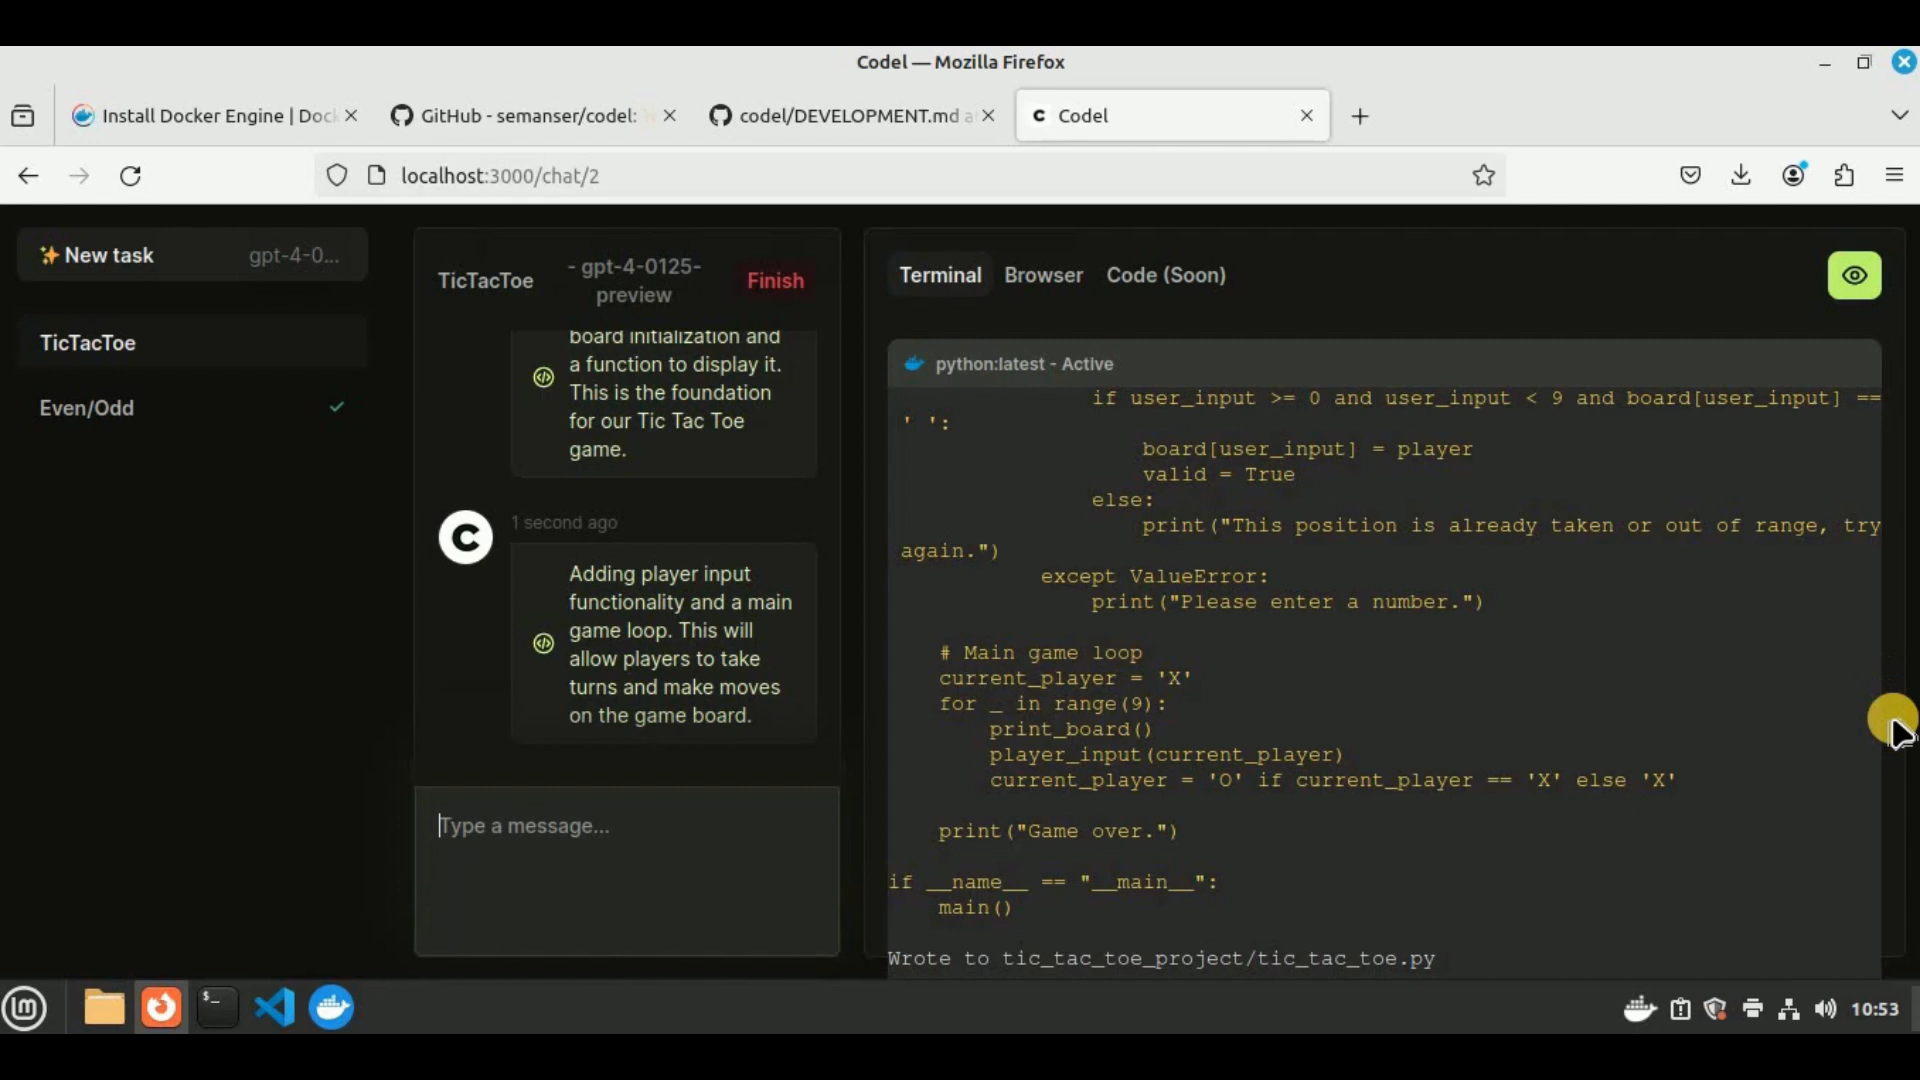 Codel — Mozilla Firefox
Install Docker Engine | Doc
GitHub - semanser/codel:
codel/DEVELOPMENT.md a
C Codel
localhost:3000/chat/2
✨ New task gpt-4-0...
TicTacToe
Even/Odd
TicTacToe - gpt-4-0125-
preview
Finish
board initialization and
a function to display it.
This is the foundation
for our Tic Tac Toe
game.
C
1 second ago
Adding player input
functionality and a main
game loop. This will
allow players to take
turns and make moves
on the game board.
Type a message...
Terminal Browser Code (Soon)
python:latest - Active
if user_input >= 0 and user_input < 9 and board[user_input] ==
' ':
board[user_input] = player
valid = True
else:
print("This position is already taken or out of range, try
again.")
except ValueError:
print("Please enter a number.")
# Main game loop
current_player = 'X'
for _ in range(9):
print_board()
player_input(current_player)
current_player = 'O' if current_player == 'X' else 'X'
print("Game over.")
if __name__ == "__main__":
main()
Wrote to tic_tac_toe_project/tic_tac_toe.py
10:53